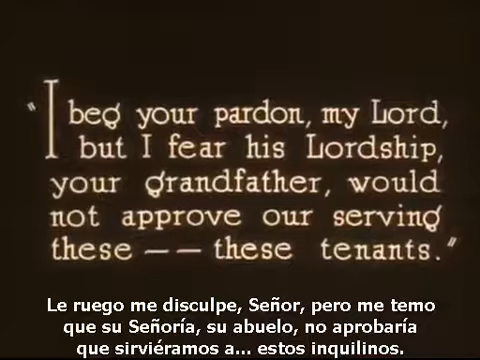 "I beg your pardon, my Lord,
but I fear his Lordship,
your grandfather, would
not approve our serving
these — — these tenants."
Le ruego me disculpe, Señor, pero me temo
que su Señoría, su abuelo, no aprobaría
que sirviéramos a... estos inquilinos.